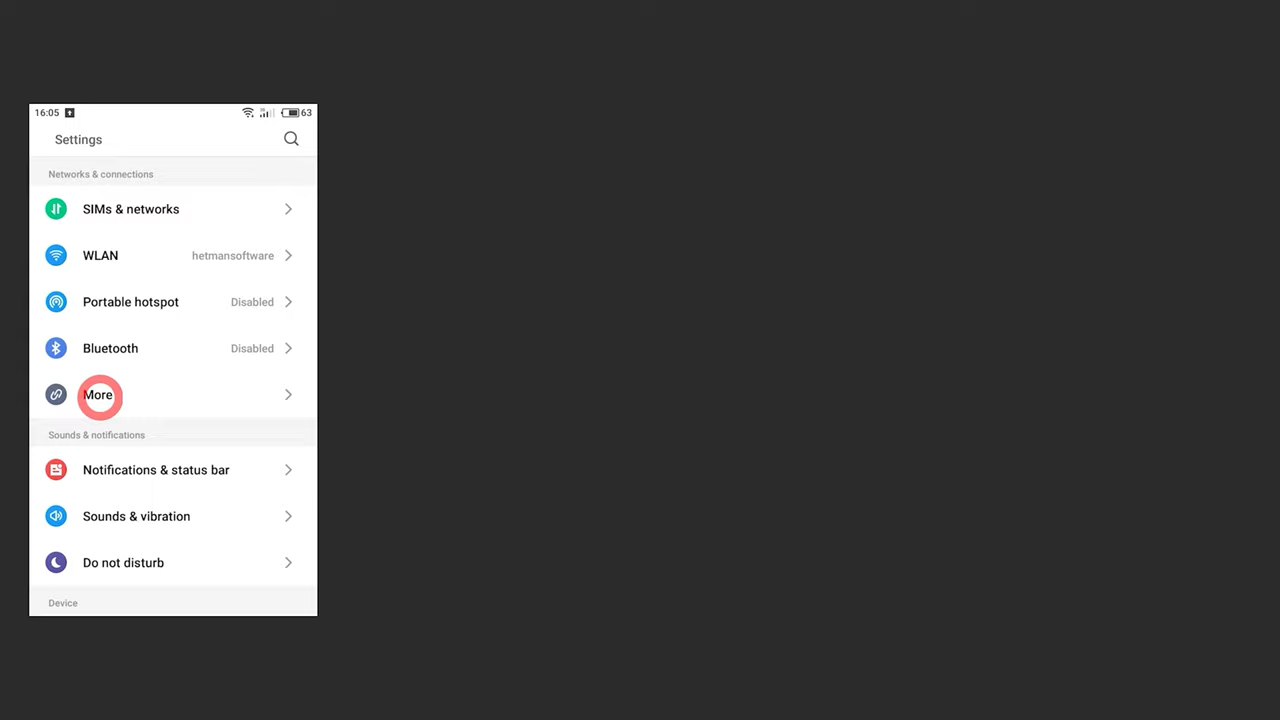 16:05 63
Settings
Networks & connections
SIMs & networks
WLAN hetmansoftware
Portable hotspot Disabled
Bluetooth Disabled
More
Sounds & notifications
Notifications & status bar
Sounds & vibration
Do not disturb
Device